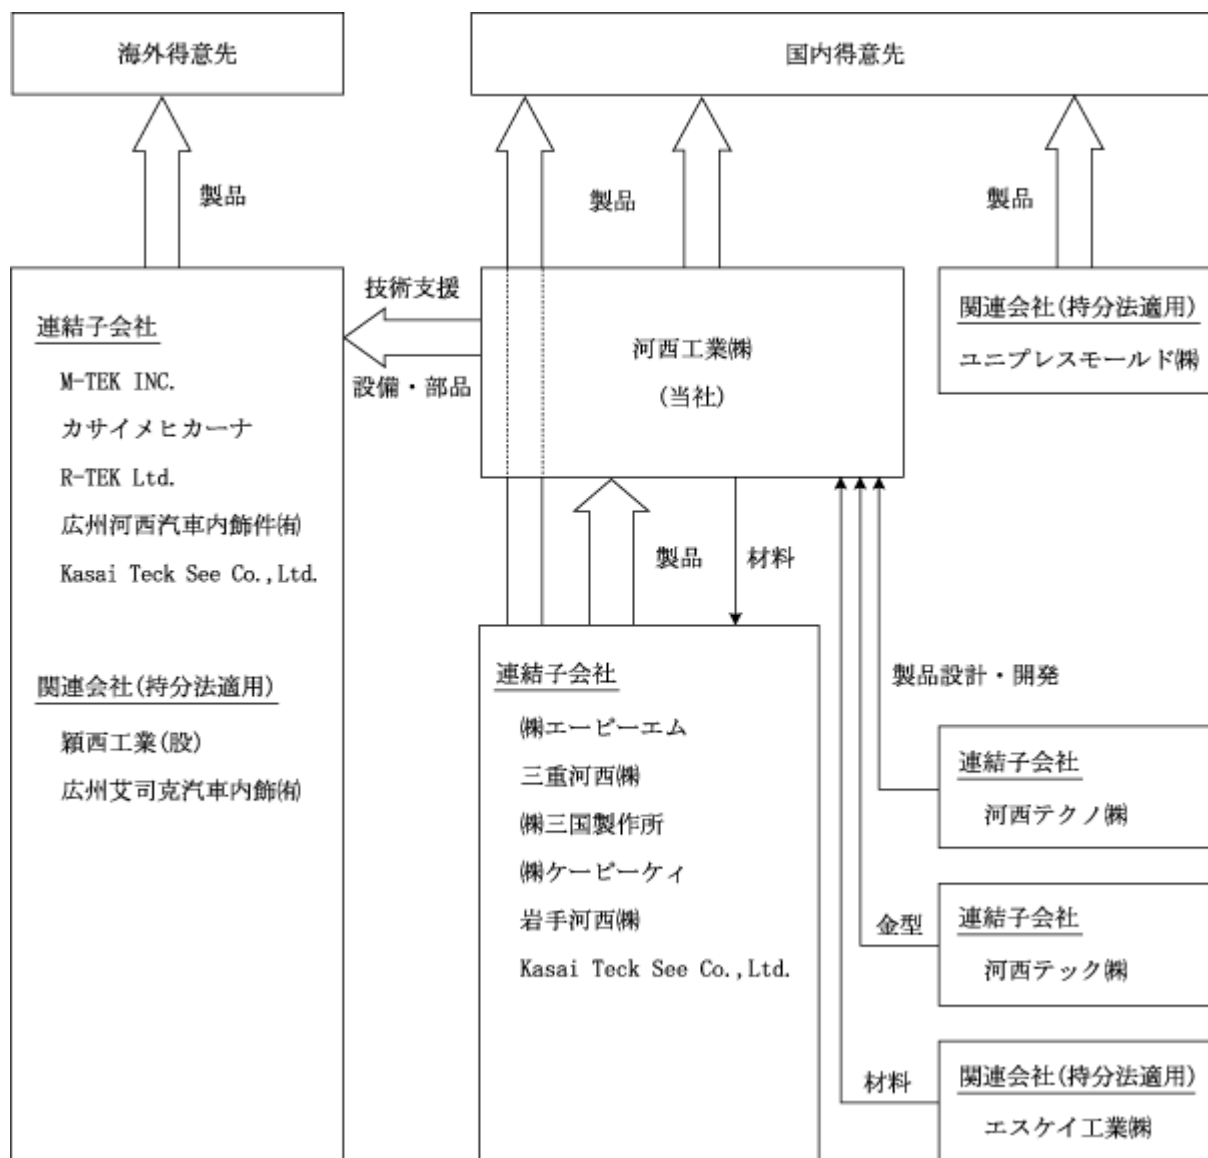 海外得意先
国内得意先
製品
製品
製品
連結子会社
M-TEK INC.
カサイメヒカーナ
R-TEK Ltd.
広州河西汽車内飾件㈲
Kasai Teck See Co.,Ltd.
関連会社(持分法適用)
穎西工業(股)
広州艾司克汽車内飾㈲
技術支援
設備・部品
河西工業㈱
(当社)
関連会社(持分法適用)
ユニプレスモールド㈱
製品
材料
連結子会社
㈱エーピーエム
三重河西㈱
㈱三国製作所
㈱ケーピーケィ
岩手河西㈱
Kasai Teck See Co.,Ltd.
製品設計・開発
連結子会社
河西テクノ㈱
金型
連結子会社
河西テック㈱
材料
関連会社(持分法適用)
エスケイ工業㈱